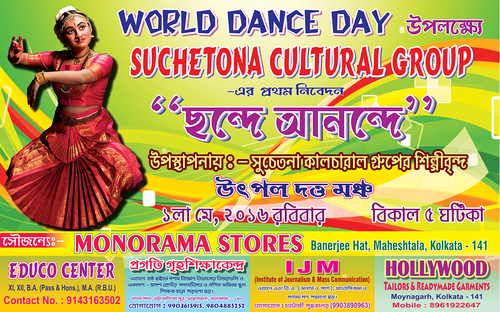 WORLD DANCE DAY উপলক্ষ্যে
SUCHETONA CULTURAL GROUP
-এর প্রথম নিবেদন
“ছন্দে আনন্দে”
উপস্থাপনায় :- সুচেতনা কালচারাল গ্রুপের শিল্পীবৃন্দ
উৎপল দত্ত মঞ্চ
১লা মে, ২০১৬ রবিবার বিকাল ৫ ঘটিকা
সৌজন্যেঃ- MONORAMA STORES Banerjee Hat, Maheshtala, Kolkata - 141
EDUCO CENTER
XI, XII, B.A. (Pass & Hons.), M.A. (R.B.U.)
Contact No. : 9143163502
প্রগতি গৃহশিক্ষাকেন্দ্র
যোগাযোগ : 9903615915, 9804885252
IJM
(Institute of Journalism & Mass Communication)
(9903890963)
HOLLYWOOD
TAILORS & READYMADE GARMENTS
Moynagarh, Kolkata - 141
Mobile : 8961922647